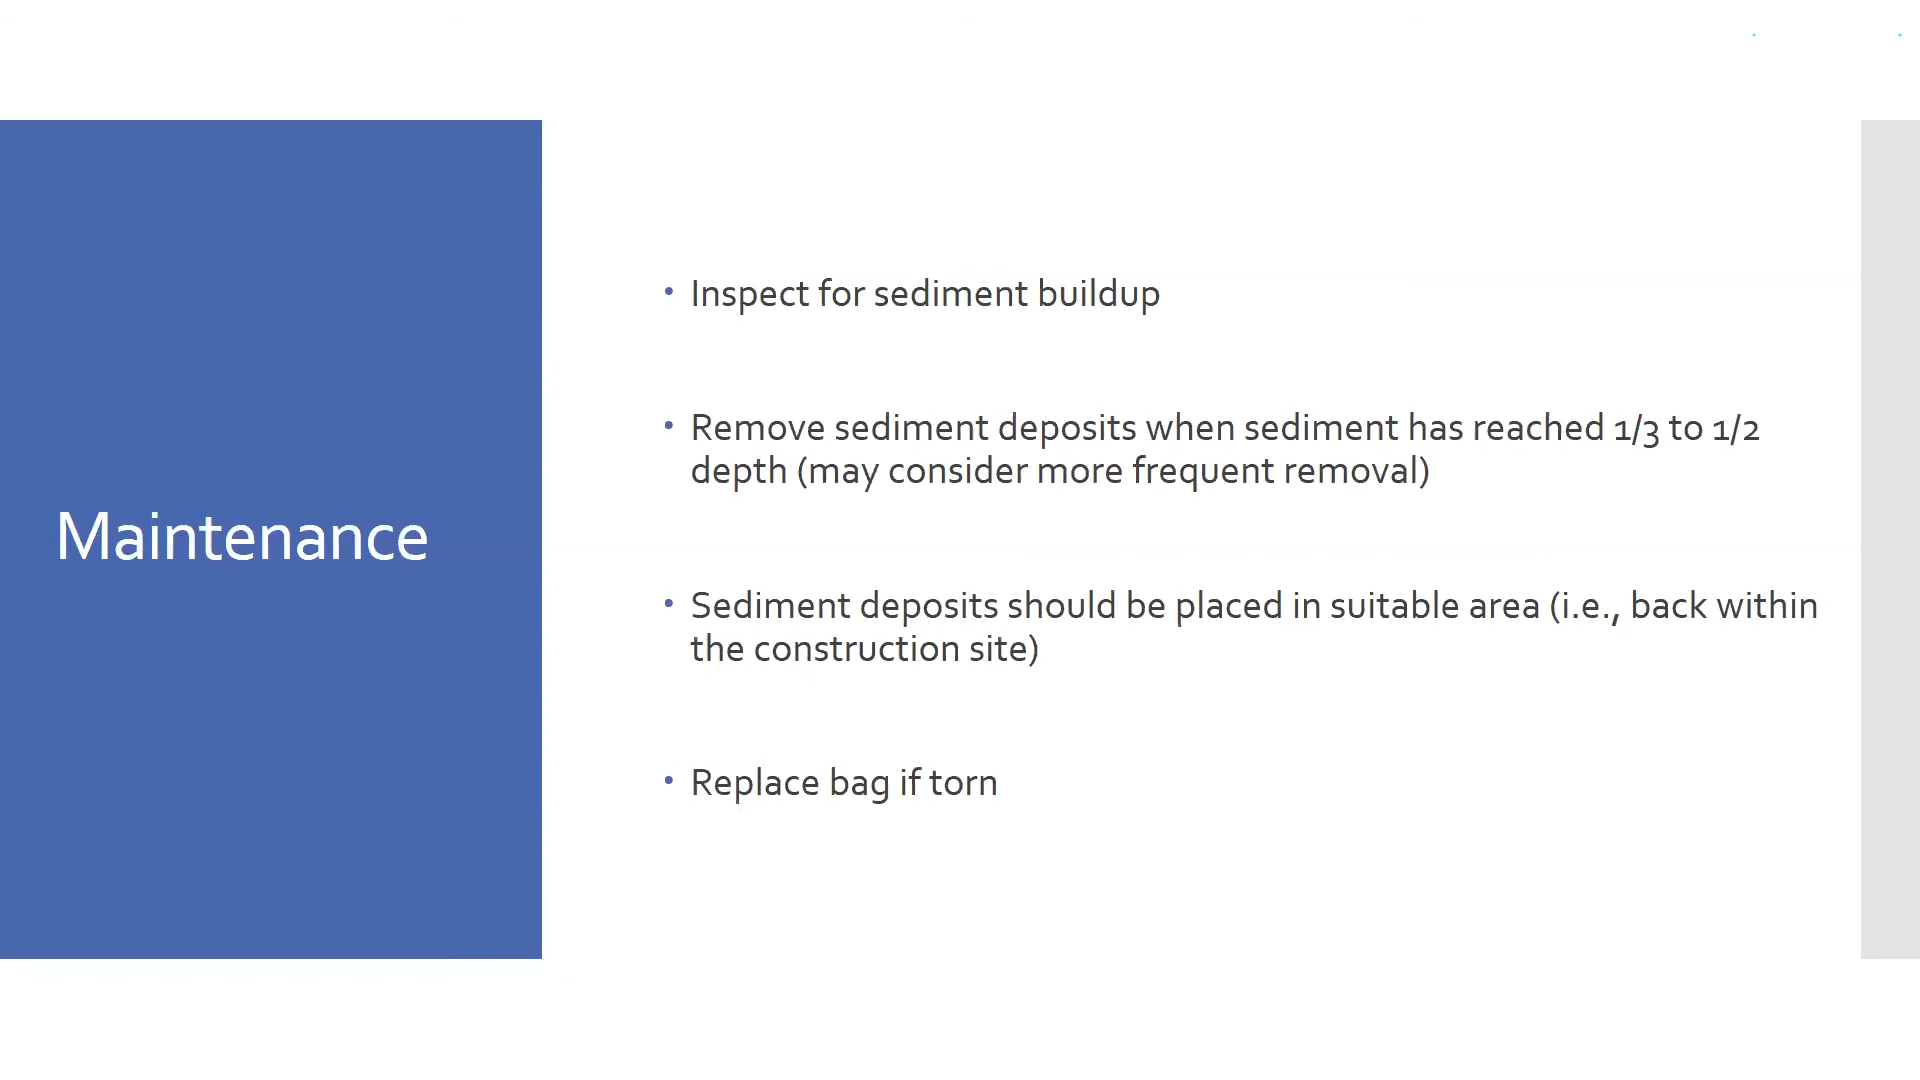 Maintenance
• Inspect for sediment buildup
• Remove sediment deposits when sediment has reached 1/3 to 1/2
depth (may consider more frequent removal)
• Sediment deposits should be placed in suitable area (i.e., back within
the construction site)
• Replace bag if torn